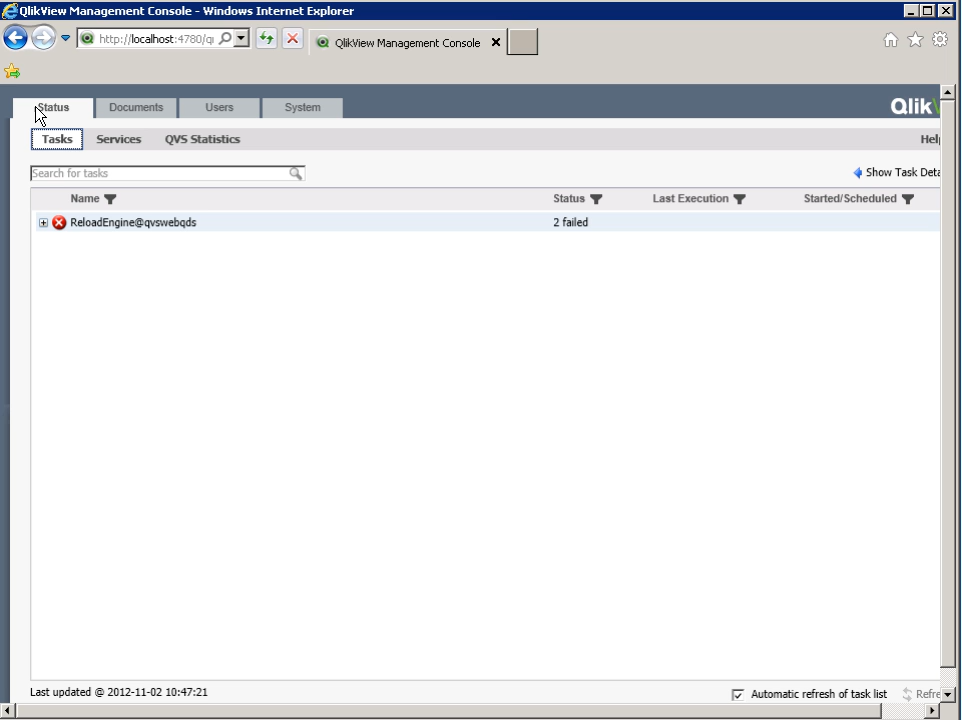 QlikView Management Console - Windows Internet Explorer
http://localhost:4780/q
QlikView Management Console
Status Documents Users System
Qlik
Tasks Services QVS Statistics Hel
Search for tasks
Show Task Deta
Name Status Last Execution Started/Scheduled
ReloadEngine@qvswebqds 2 failed
Last updated @ 2012-11-02 10:47:21
Automatic refresh of task list Refre